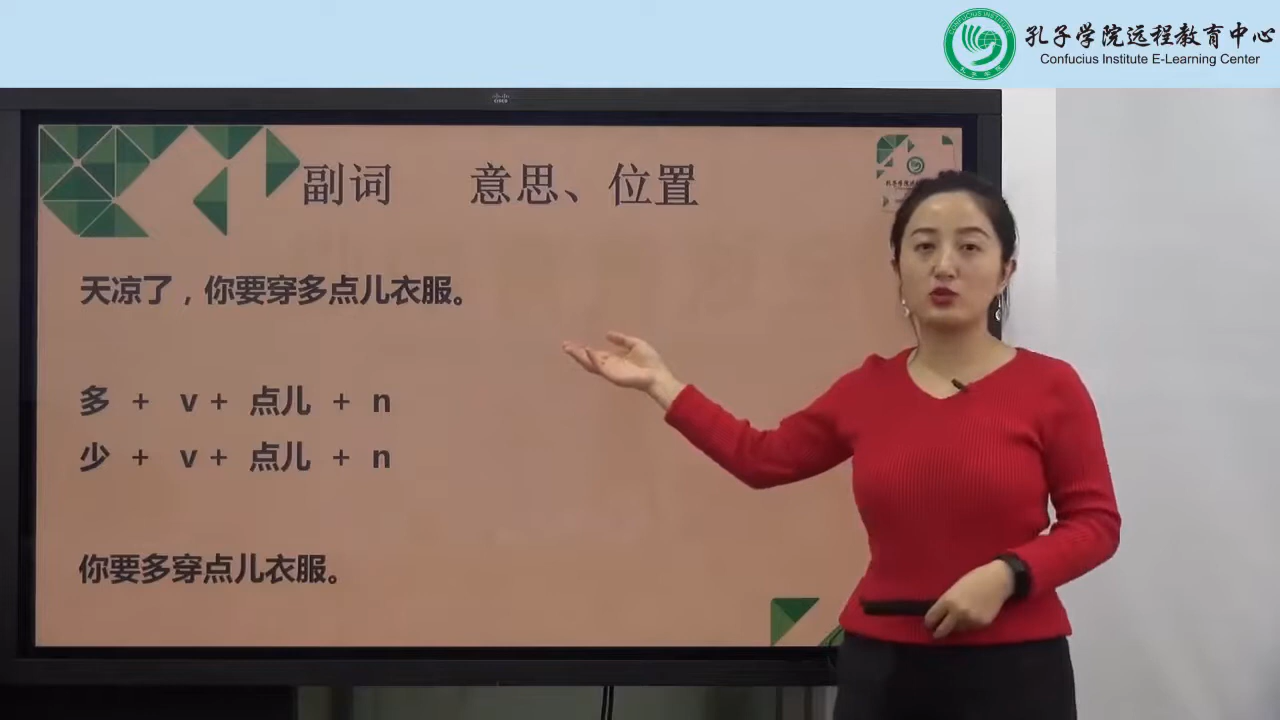 孔子学院远程教育中心
Confucius Institute E-Learning Center
副词 意思、位置
天凉了，你要穿多点儿衣服。
多 + v + 点儿 + n
少 + v + 点儿 + n
你要多穿点儿衣服。